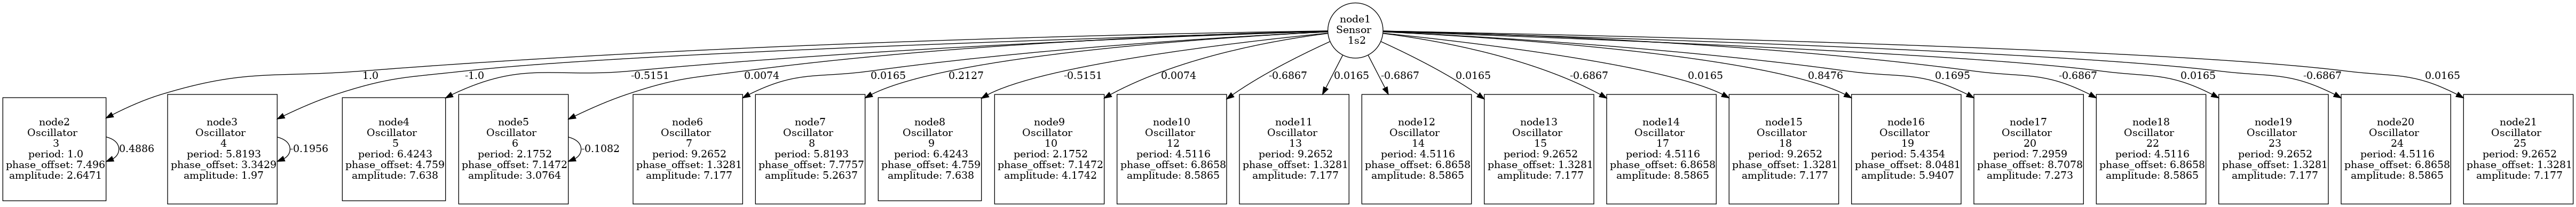 node1
Sensor
1s2
1.0
-1.0
-0.5151
0.0074
0.0165
0.2127
-0.5151
0.0074
-0.6867
0.0165
-0.6867
0.0165
-0.6867
0.0165
0.8476
0.1695
-0.6867
0.0165
-0.6867
0.0165
node2
Oscillator
3
period: 1.0
phase_offset: 7.496
amplitude: 2.6471
0.4886
node3
Oscillator
4
period: 5.8193
phase_offset: 3.3429
amplitude: 1.97
-0.1956
node4
Oscillator
5
period: 6.4243
phase_offset: 4.759
amplitude: 7.638
node5
Oscillator
6
period: 2.1752
phase_offset: 7.1472
amplitude: 3.0764
-0.1082
node6
Oscillator
7
period: 9.2652
phase_offset: 1.3281
amplitude: 7.177
node7
Oscillator
8
period: 5.8193
phase_offset: 7.7757
amplitude: 5.2637
node8
Oscillator
9
period: 6.4243
phase_offset: 4.759
amplitude: 7.638
node9
Oscillator
10
period: 2.1752
phase_offset: 7.1472
amplitude: 4.1742
node10
Oscillator
12
period: 4.5116
phase_offset: 6.8658
amplitude: 8.5865
node11
Oscillator
13
period: 9.2652
phase_offset: 1.3281
amplitude: 7.177
node12
Oscillator
14
period: 4.5116
phase_offset: 6.8658
amplitude: 8.5865
node13
Oscillator
15
period: 9.2652
phase_offset: 1.3281
amplitude: 7.177
node14
Oscillator
17
period: 4.5116
phase_offset: 6.8658
amplitude: 8.5865
node15
Oscillator
18
period: 9.2652
phase_offset: 1.3281
amplitude: 7.177
node16
Oscillator
19
period: 5.4354
phase_offset: 8.0481
amplitude: 5.9407
node17
Oscillator
20
period: 7.2959
phase_offset: 8.7078
amplitude: 7.273
node18
Oscillator
22
period: 4.5116
phase_offset: 6.8658
amplitude: 8.5865
node19
Oscillator
23
period: 9.2652
phase_offset: 1.3281
amplitude: 7.177
node20
Oscillator
24
period: 4.5116
phase_offset: 6.8658
amplitude: 8.5865
node21
Oscillator
25
period: 9.2652
phase_offset: 1.3281
amplitude: 7.177